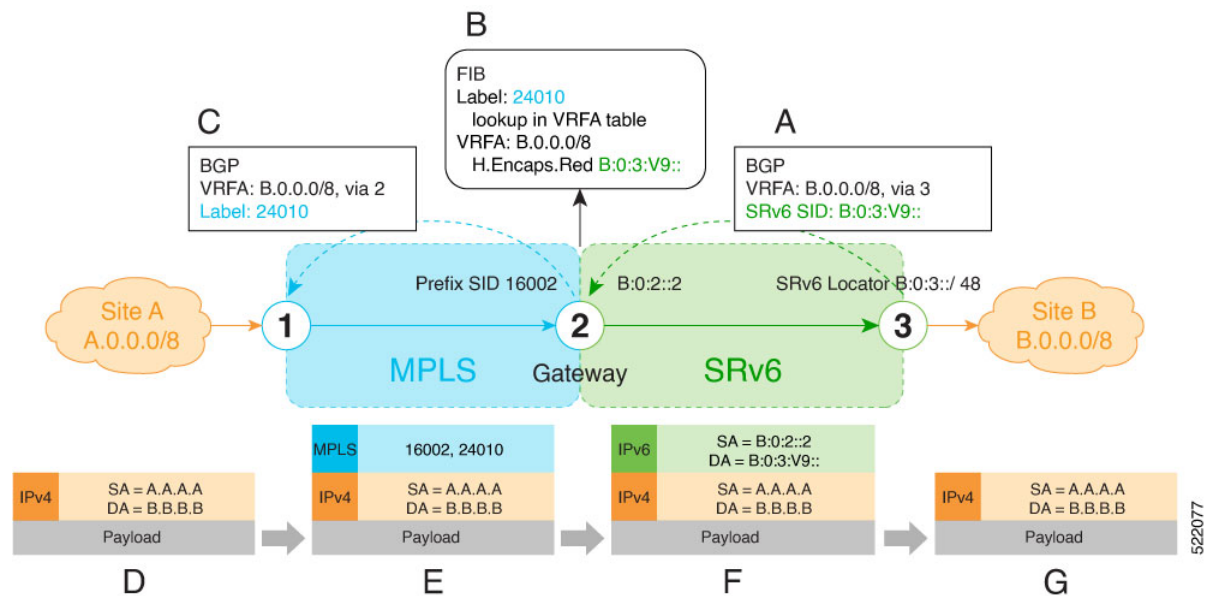 B
FIB
Label: 24010
lookup in VRFA table
VRFA: B.0.0.0/8
H.Encaps.Red B:0:3:V9::
C
BGP
VRFA: B.0.0.0/8, via 2
Label: 24010
A
BGP
VRFA: B.0.0.0/8, via 3
SRv6 SID: B:0:3:V9::
Prefix SID 16002
B:0:2::2
SRv6 Locator B:0:3::/ 48
Site A
A.0.0.0/8
1
2
3
Site B
B.0.0.0/8
MPLS
Gateway
SRv6
IPv4
SA = A.A.A.A
DA = B.B.B.B
Payload
D
MPLS
16002, 24010
IPv4
SA = A.A.A.A
DA = B.B.B.B
Payload
E
IPv6
SA = B:0:2::2
DA = B:0:3:V9::
IPv4
SA = A.A.A.A
DA = B.B.B.B
Payload
F
IPv4
SA = A.A.A.A
DA = B.B.B.B
Payload
G
522077